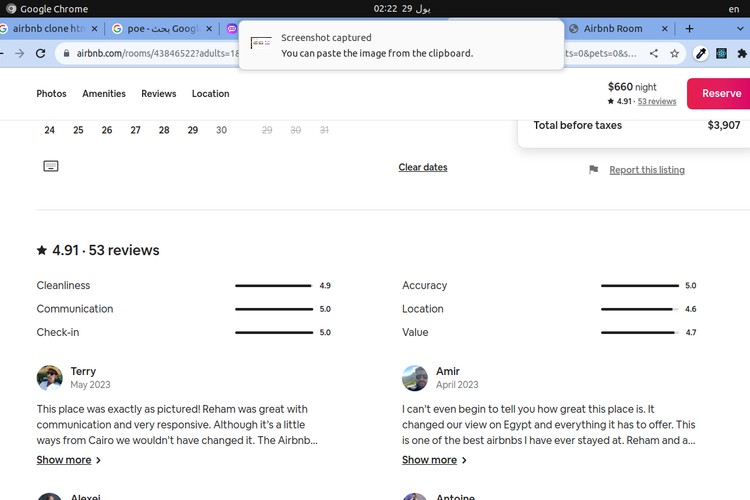 Google Chrome
02:22 29 يول
en
airbnb clone htn
poe - بحث Goog
Airbnb Room
airbnb.com/rooms/43846522?adults=1&
ts=0&pets=0&s...
Screenshot captured
You can paste the image from the clipboard.
Photos
Amenities
Reviews
Location
$660 night
4.91 · 53 reviews
Reserve
24 25 26 27 28 29 30 29 30 31
Total before taxes $3,907
Clear dates
Report this listing
4.91 · 53 reviews
Cleanliness 4.9
Accuracy 5.0
Communication 5.0
Location 4.6
Check-in 5.0
Value 4.7
Terry
May 2023
This place was exactly as pictured! Reham was great with
communication and very responsive. Although it's a little
ways from Cairo we wouldn't have changed it. The Airbnb...
Show more
Amir
April 2023
I can't even begin to tell you how great this place is. It
changed our view on Egypt and everything it has to offer. This
is one of the best airbnbs I have ever stayed at. Reham and a...
Show more
Alexei
Antoine